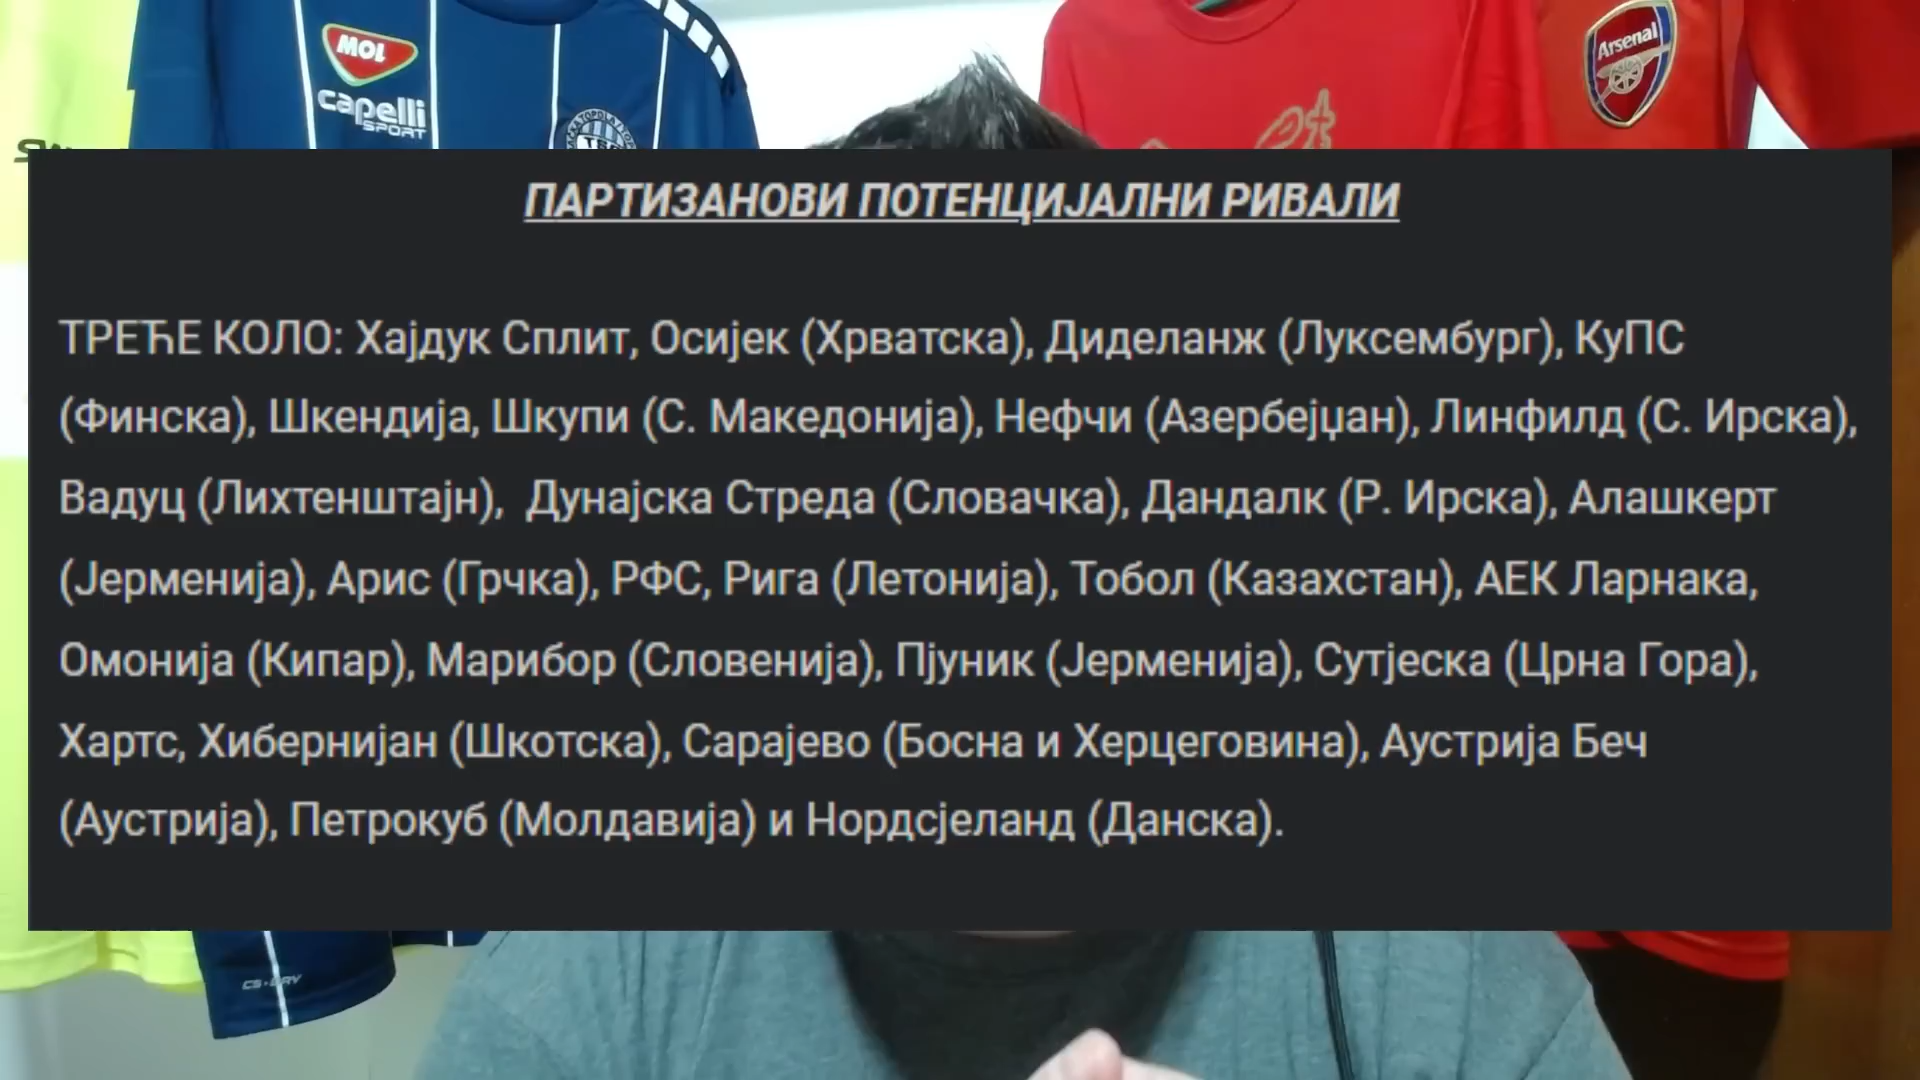 MOL
capelli
SPORT
Arsenal
ПАРТИЗАНОВИ ПОТЕНЦИЈАЛНИ РИВАЛИ
ТРЕЋЕ КОЛО: Хајдук Сплит, Осијек (Хрватска), Диделанж (Луксембург), КуПС
(Финска), Шкендија, Шкупи (С. Македонија), Нефчи (Азербејџан), Линфилд (С. Ирска),
Вадуц (Лихтенштајн), Дунајска Стреда (Словачка), Дандалк (Р. Ирска), Алашкерт
(Јерменија), Арис (Грчка), РФС, Рига (Летонија), Тобол (Казахстан), АЕК Ларнака,
Омонија (Кипар), Марибор (Словенија), Пјуник (Јерменија), Сутјеска (Црна Гора),
Хартс, Хибернијан (Шкотска), Сарајево (Босна и Херцеговина), Аустрија Беч
(Аустрија), Петрокуб (Молдавија) и Нордсјеланд (Данска).
CS-DRY